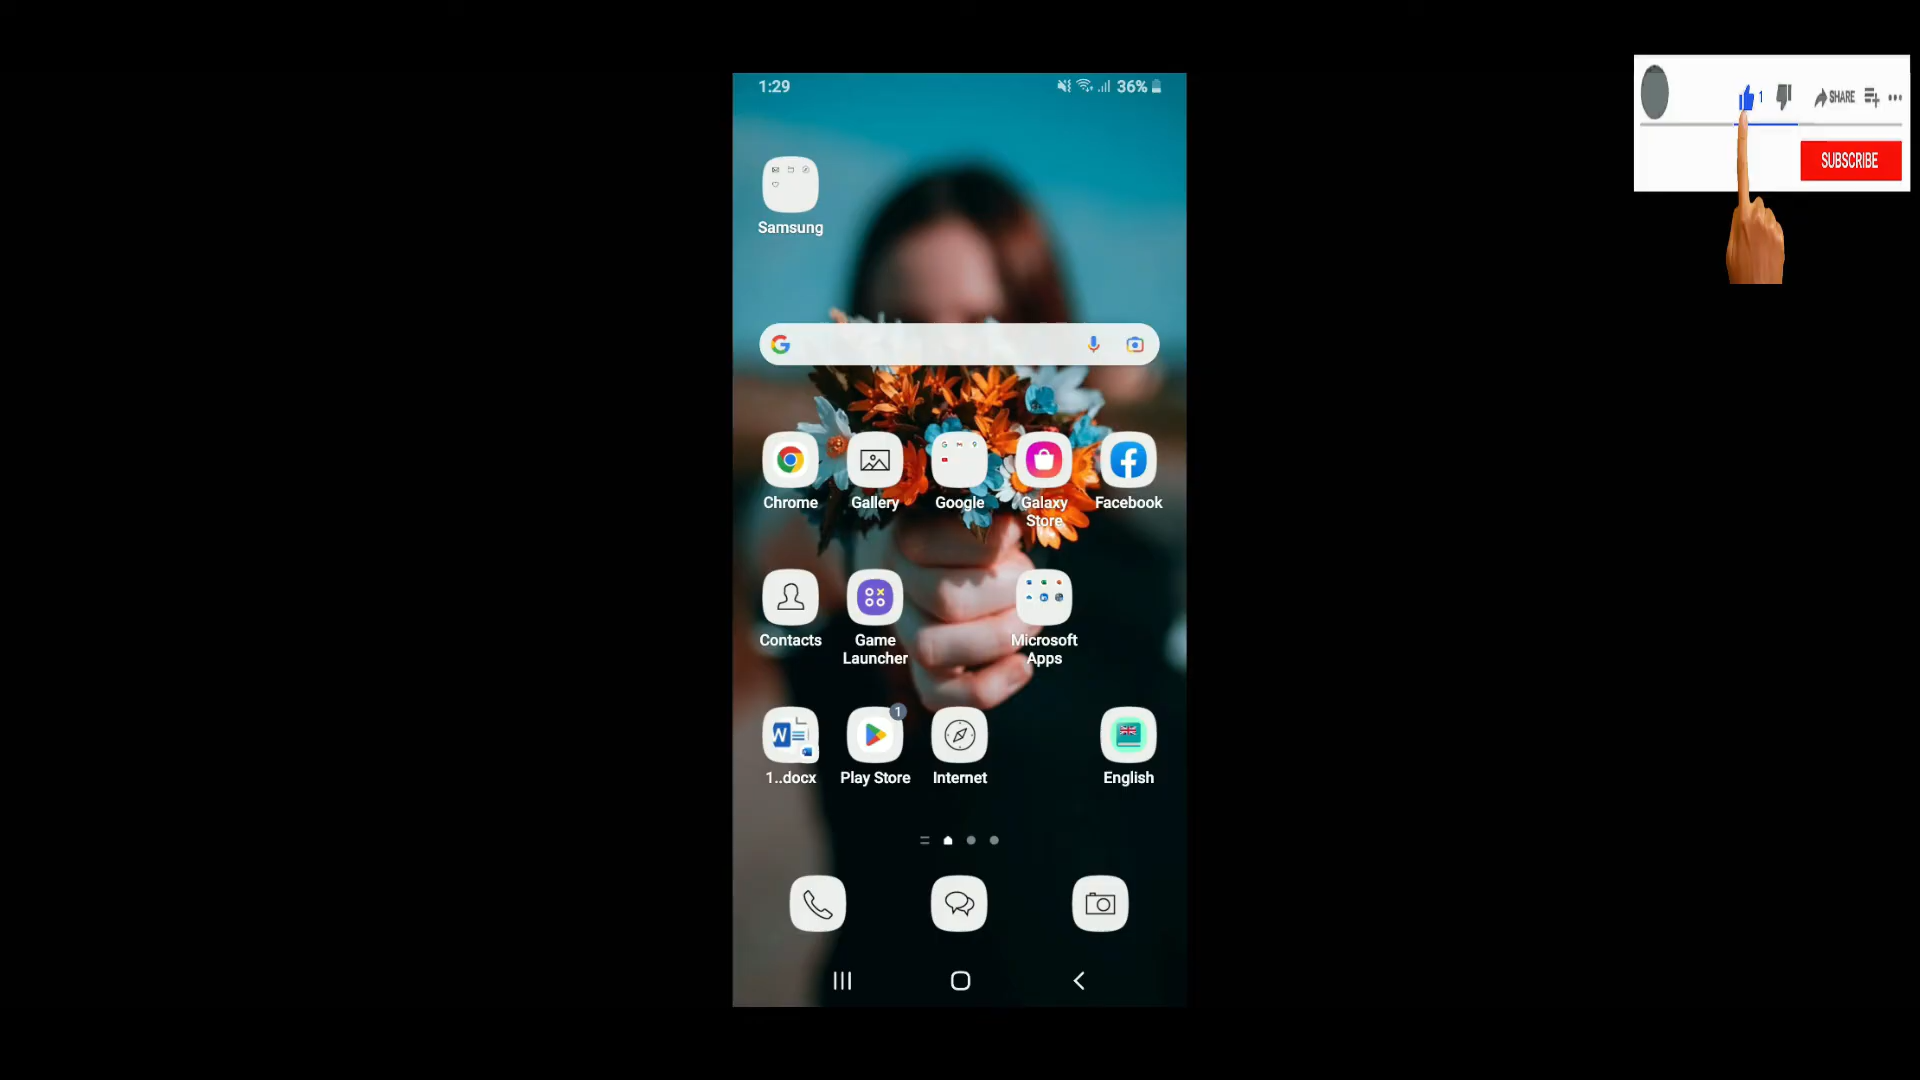 1:29
36%
1
SHARE
SUBSCRIBE
Samsung
Chrome
Gallery
Google
Galaxy
Store
Facebook
Contacts
Game
Launcher
Microsoft
Apps
W
1
1..docx
Play Store
Internet
English